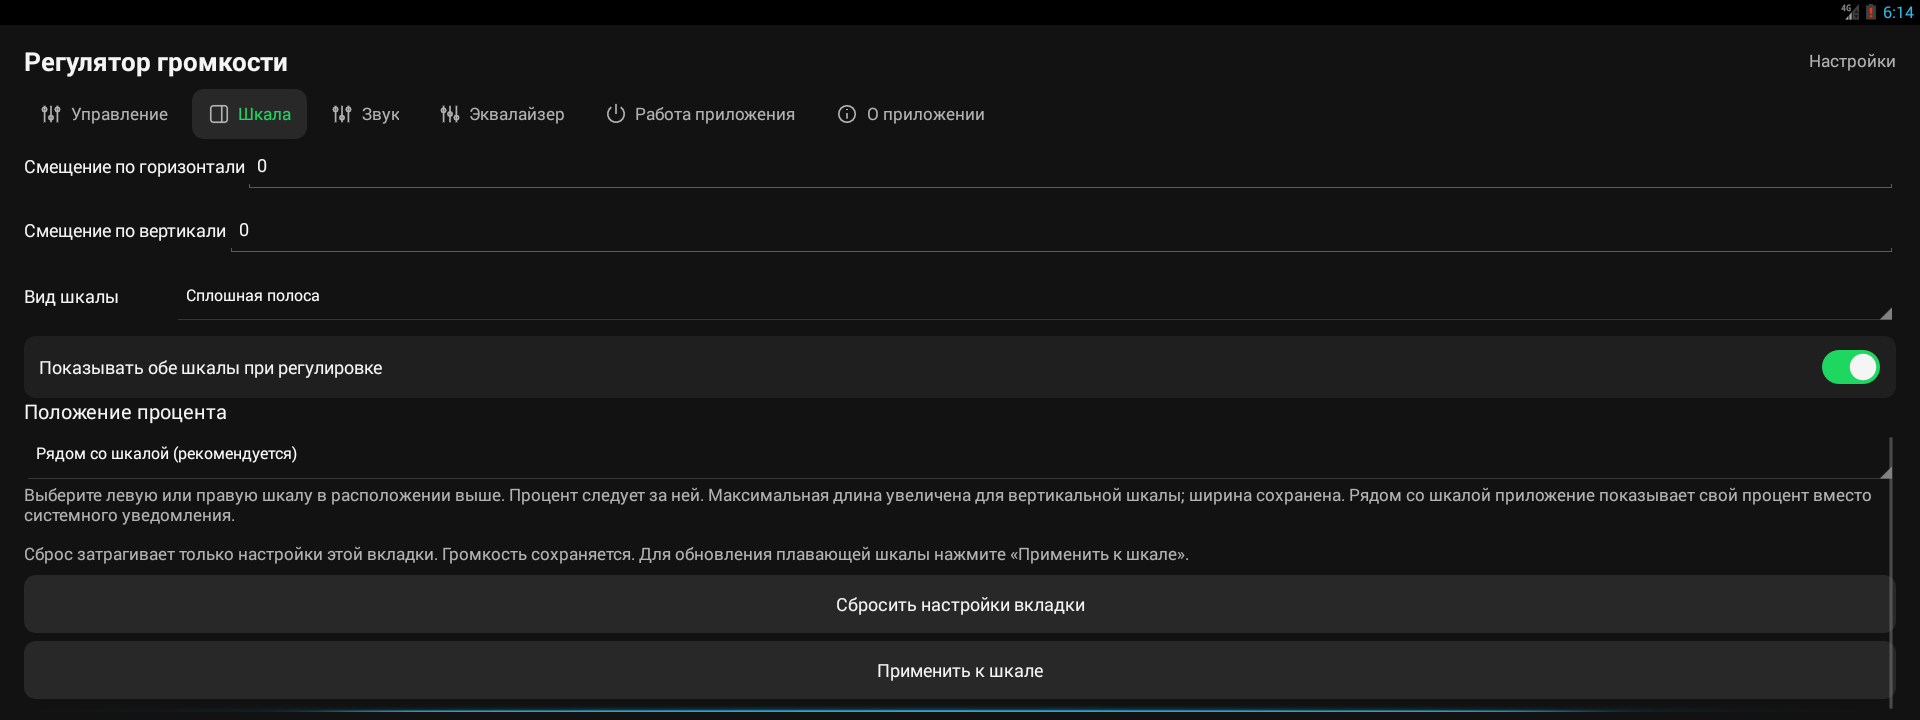 4G 6:14
Регулятор громкости
Настройки
Управление Шкала Звук Эквалайзер Работа приложения О приложении
Смещение по горизонтали 0
Смещение по вертикали 0
Вид шкалы Сплошная полоса
Показывать обе шкалы при регулировке
Положение процента
Рядом со шкалой (рекомендуется)
Выберите левую или правую шкалу в расположении выше. Процент следует за ней. Максимальная длина увеличена для вертикальной шкалы; ширина сохранена. Рядом со шкалой приложение показывает свой процент вместо
системного уведомления.
Сброс затрагивает только настройки этой вкладки. Громкость сохраняется. Для обновления плавающей шкалы нажмите «Применить к шкале».
Сбросить настройки вкладки
Применить к шкале